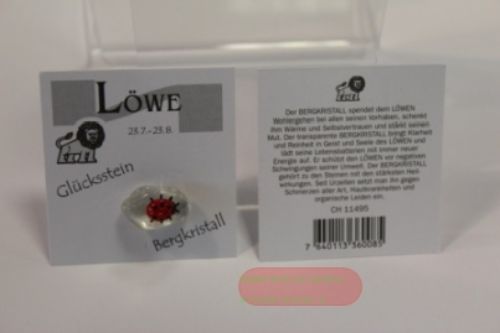 LÖWE
23.7.-23.8.
Glücksstein
Bergkristall
Der BERGKRISTALL spendet dem LÖWEN
Wohlergehen bei allen seinen Vorhaben, schenkt
ihm Wärme und Selbstvertrauen und stärkt seinen
Mut. Der transparente BERGKRISTALL bringt Klarheit
und Reinheit in Geist und Seele des LÖWEN und
lädt seine Lebensbatterien mit immer neuer
Energie auf. Er schützt den LÖWEN vor negativen
Schwingungen seiner Umwelt. Der BERGKRISTALL
gehört zu den Steinen mit den stärksten Heil-
wirkungen. Seit Urzeiten setzt man ihn gegen
Schmerzen aller Art, Hautkrankheiten und
organische Leiden ein.
CH 11495
7 640113 360085